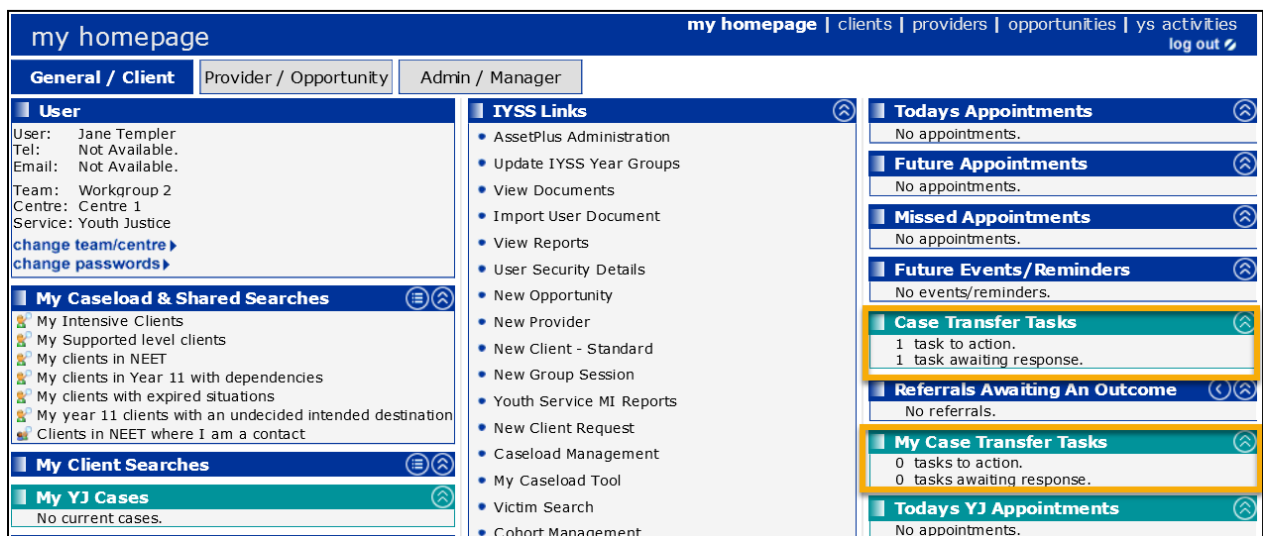 my homepage
my homepage | clients | providers | opportunities | ys activities
log out
General / Client
Provider / Opportunity
Admin / Manager
User
User: Jane Templer
Tel: Not Available.
Email: Not Available.
Team: Workgroup 2
Centre: Centre 1
Service: Youth Justice
change team/centre
change passwords
My Caseload & Shared Searches
My Intensive Clients
My Supported level clients
My clients in NEET
My clients in Year 11 with dependencies
My clients with expired situations
My year 11 clients with an undecided intended destination
Clients in NEET where I am a contact
My Client Searches
My YJ Cases
No current cases.
IYSS Links
AssetPlus Administration
Update IYSS Year Groups
View Documents
Import User Document
View Reports
User Security Details
New Opportunity
New Provider
New Client - Standard
New Group Session
Youth Service MI Reports
New Client Request
Caseload Management
My Caseload Tool
Victim Search
Cohort Management
Todays Appointments
No appointments.
Future Appointments
No appointments.
Missed Appointments
No appointments.
Future Events/Reminders
No events/reminders.
Case Transfer Tasks
1 task to action.
1 task awaiting response.
Referrals Awaiting An Outcome
No referrals.
My Case Transfer Tasks
0 tasks to action.
0 tasks awaiting response.
Todays YJ Appointments
No appointments.